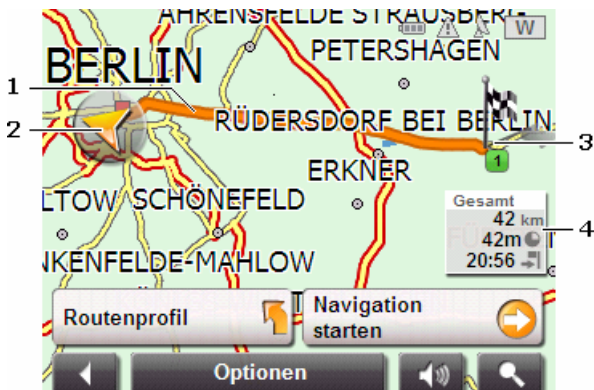 AHRENSFELDE STRAUSBERG
W
BERLIN
PETERSHAGEN
1
2
RÜDERSDORF BEI BERLIN
3
1
ERKNER
LTOW SCHÖNEFELD
Gesamt
42 km
42m
20:56
4
NKENFELDE-MAHLOW
Routenprofil
Navigation
starten
Optionen